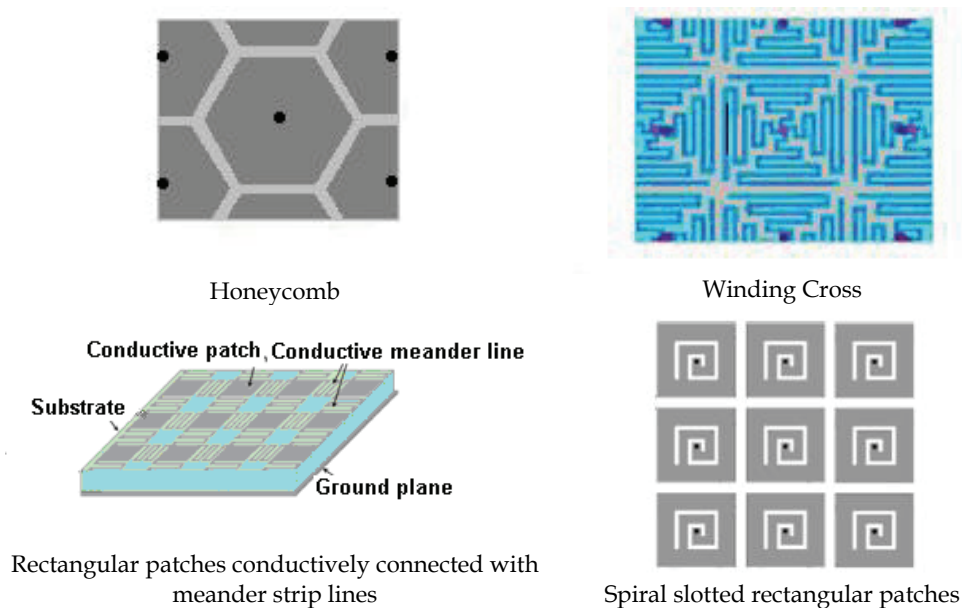 Honeycomb
Winding Cross
Conductive patch
Conductive meander line
Substrate
Ground plane
Rectangular patches conductively connected with
meander strip lines
Spiral slotted rectangular patches